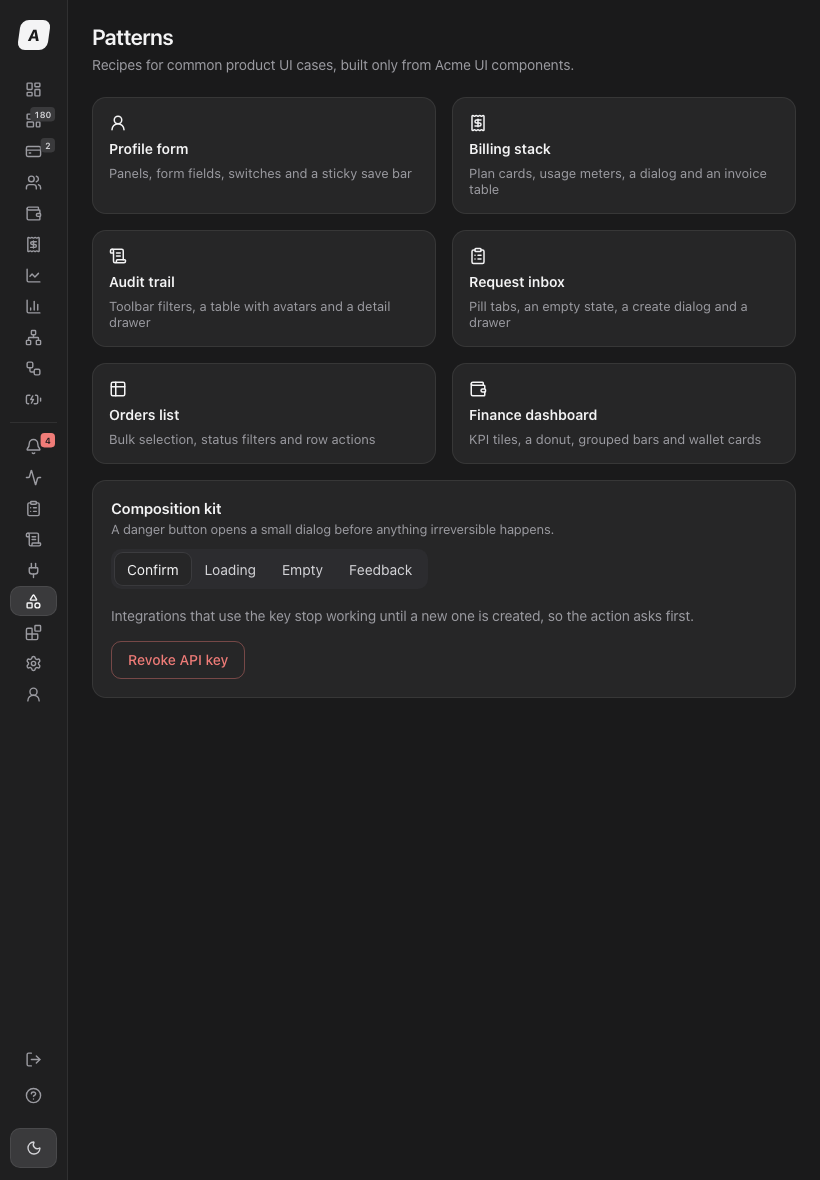 A
180
2
4
Patterns
Recipes for common product UI cases, built only from Acme UI components.
Profile form
Panels, form fields, switches and a sticky save bar
Billing stack
Plan cards, usage meters, a dialog and an invoice
table
Audit trail
Toolbar filters, a table with avatars and a detail
drawer
Request inbox
Pill tabs, an empty state, a create dialog and a
drawer
Orders list
Bulk selection, status filters and row actions
Finance dashboard
KPI tiles, a donut, grouped bars and wallet cards
Composition kit
A danger button opens a small dialog before anything irreversible happens.
Confirm Loading Empty Feedback
Integrations that use the key stop working until a new one is created, so the action asks first.
Revoke API key